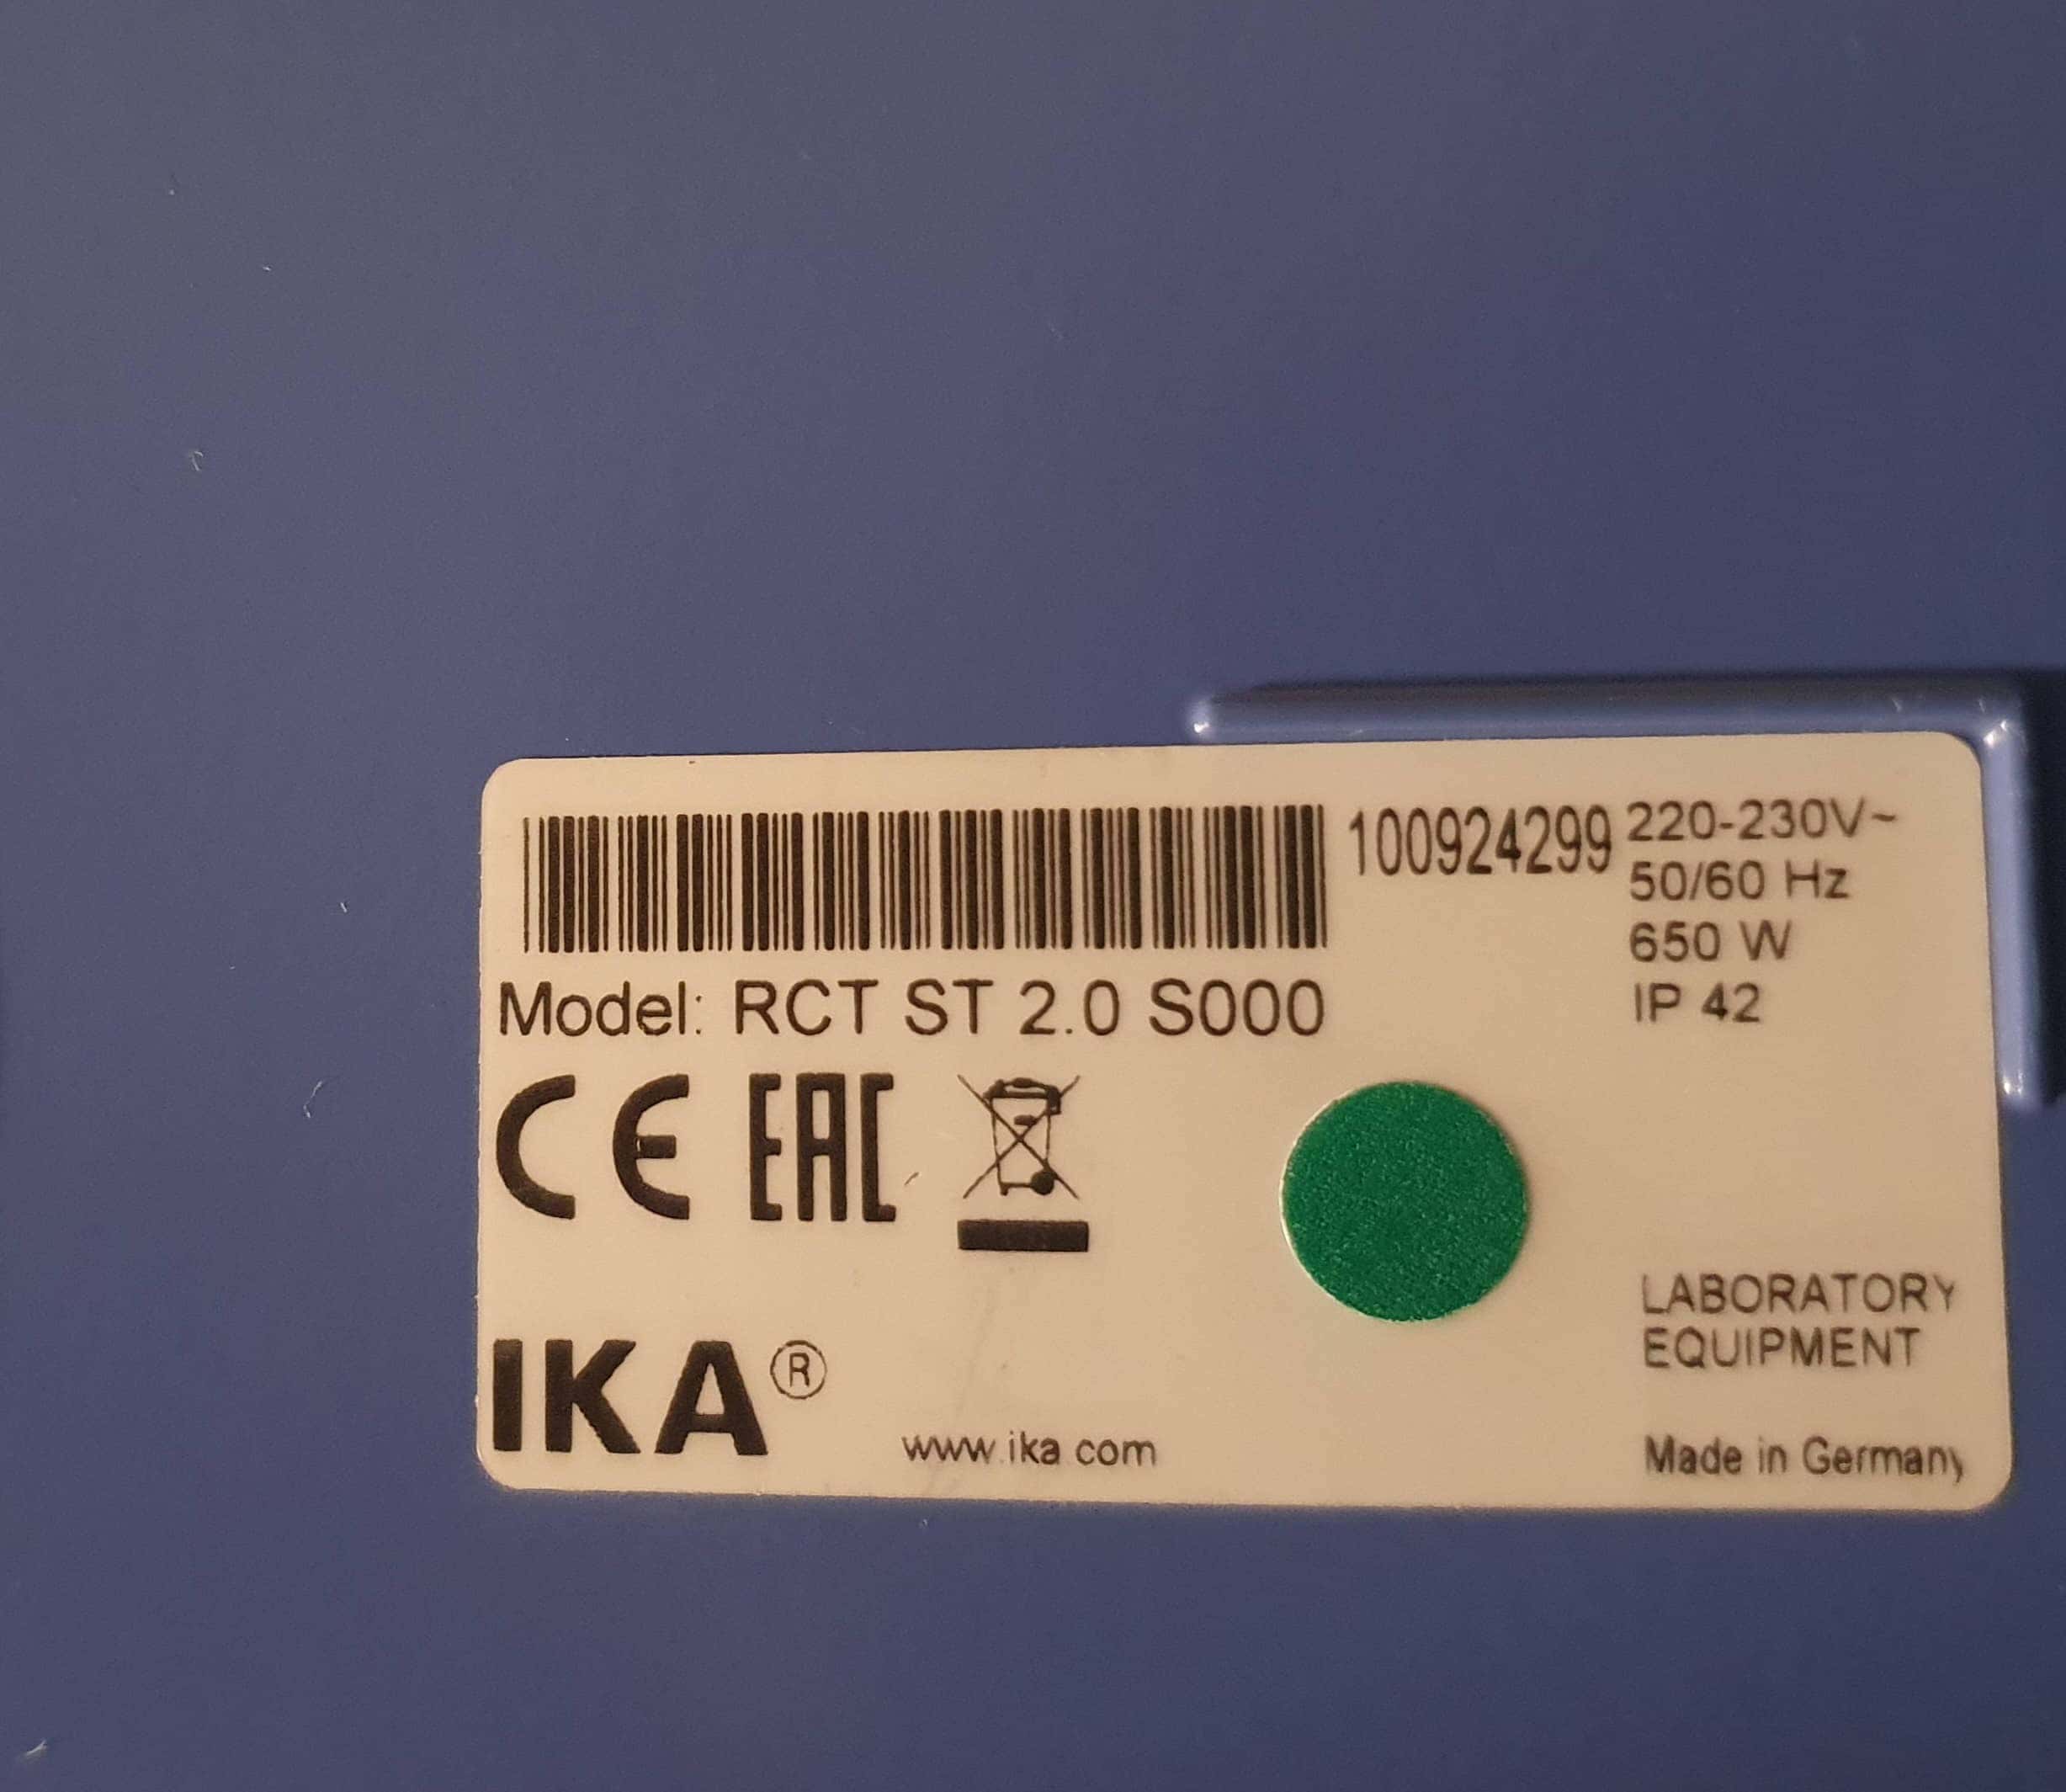 100924299
220-230V~
50/60 Hz
650 W
IP 42
Model: RCT ST 2.0 S000
CE EAC
IKA®
www.ika.com
LABORATORY
EQUIPMENT
Made in Germany